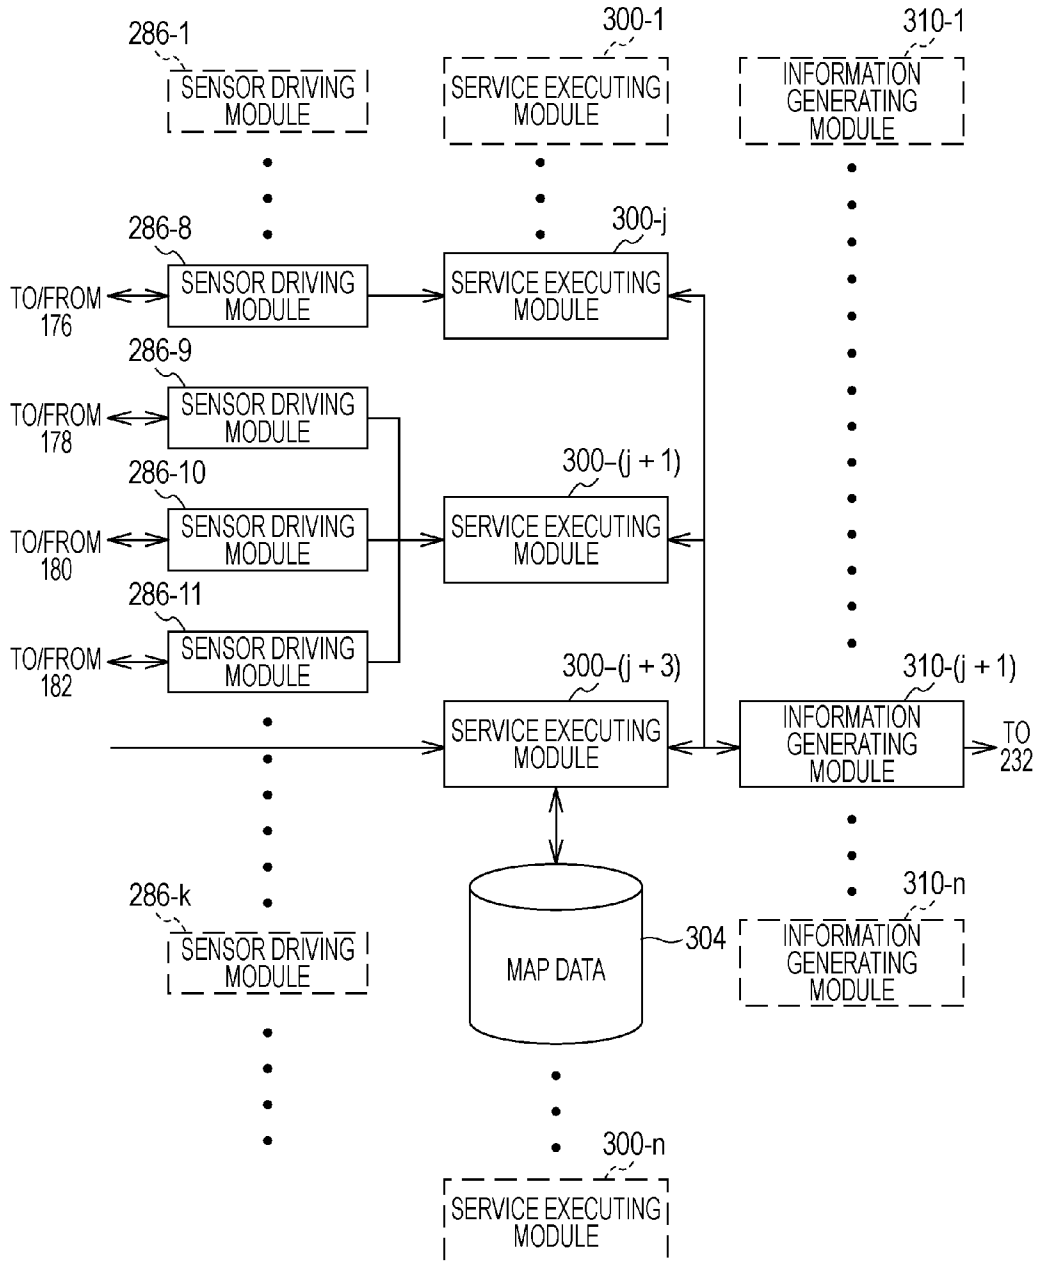 286-1
300-1
310-1
SENSOR DRIVING
MODULE
SERVICE EXECUTING
MODULE
INFORMATION
GENERATING
MODULE
286-8
300-j
TO/FROM
176
SENSOR DRIVING
MODULE
SERVICE EXECUTING
MODULE
286-9
TO/FROM
178
SENSOR DRIVING
MODULE
286-10
300-(j + 1)
TO/FROM
180
SENSOR DRIVING
MODULE
SERVICE EXECUTING
MODULE
286-11
TO/FROM
182
SENSOR DRIVING
MODULE
300-(j + 3)
310-(j + 1)
SERVICE EXECUTING
MODULE
INFORMATION
GENERATING
MODULE
TO
232
286-k
310-n
SENSOR DRIVING
MODULE
304
MAP DATA
INFORMATION
GENERATING
MODULE
300-n
SERVICE EXECUTING
MODULE